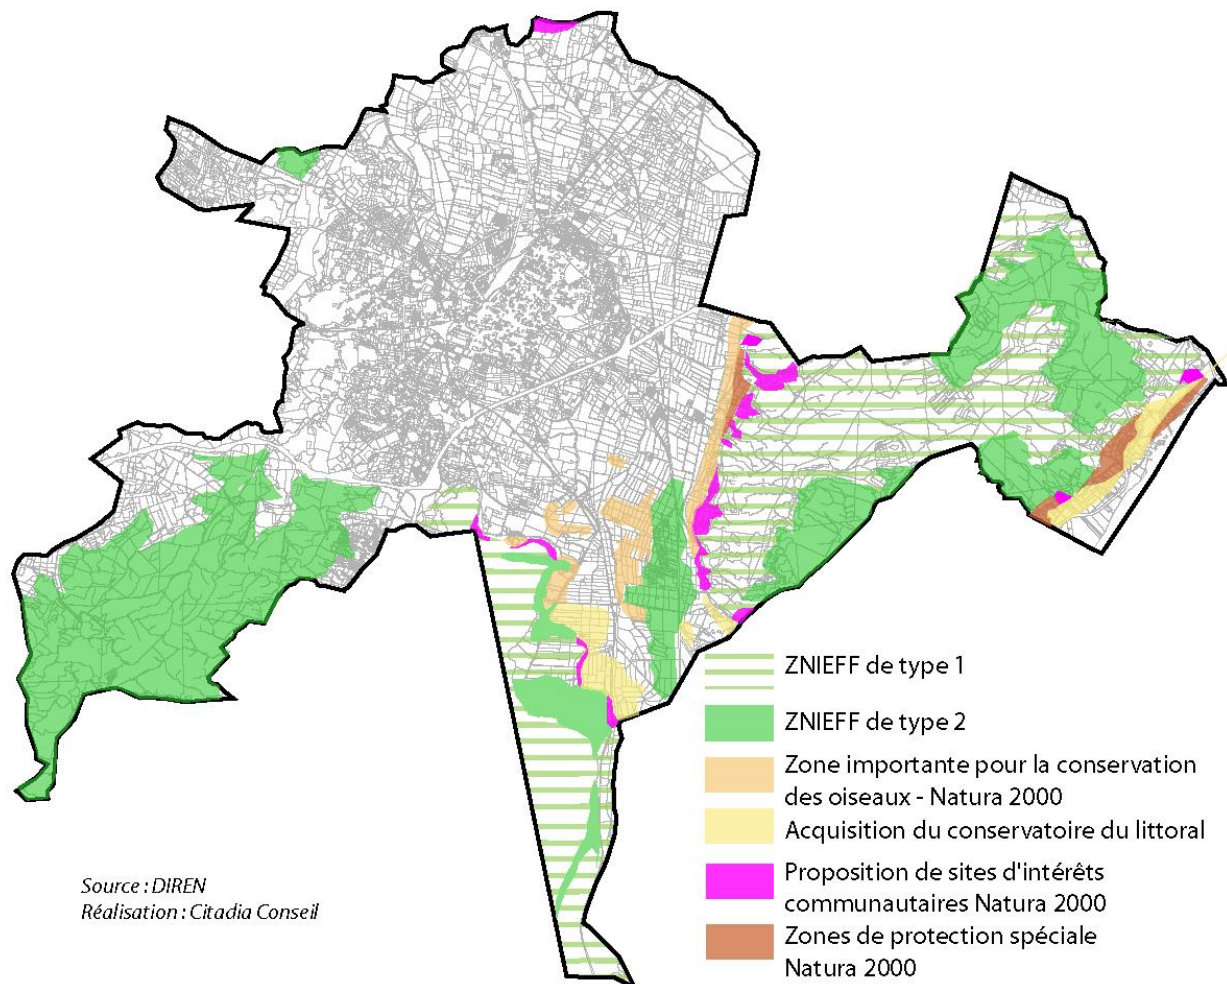 ZNIEFF de type 1
ZNIEFF de type 2
Zone importante pour la conservation
des oiseaux - Natura 2000
Acquisition du conservatoire du littoral
Proposition de sites d'intérêts
communautaires Natura 2000
Zones de protection spéciale
Natura 2000
Source : DIREN
Réalisation : Citadia Conseil